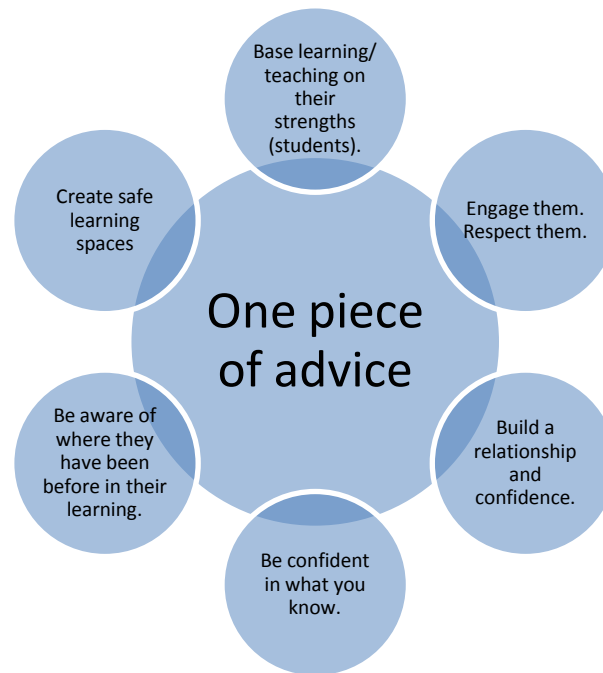 Base learning/
teaching on
their
strengths
(students).
Engage them.
Respect them.
Build a
relationship
and
confidence.
Be confident
in what you
know.
Be aware of
where they
have been
before in their
learning.
Create safe
learning
spaces
One piece
of advice